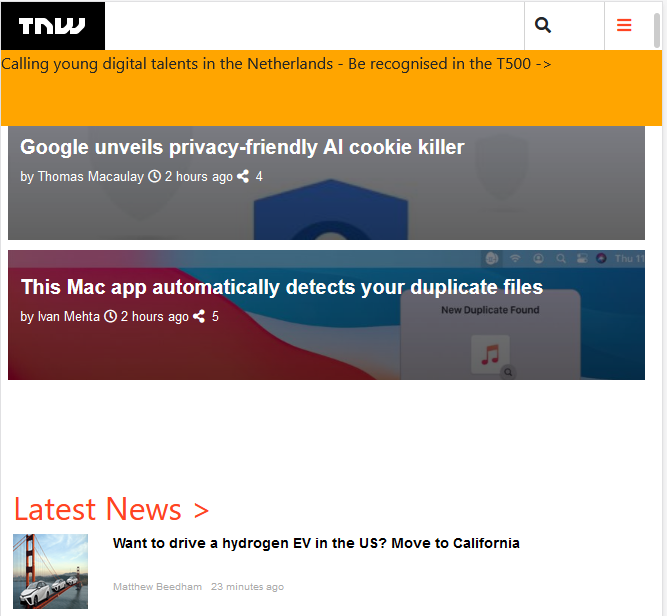 TNW
Calling young digital talents in the Netherlands - Be recognised in the T500 ->
Google unveils privacy-friendly AI cookie killer
by Thomas Macaulay 2 hours ago 4
Thu 11
This Mac app automatically detects your duplicate files
New Duplicate Found
by Ivan Mehta 2 hours ago 5
Latest News >
Want to drive a hydrogen EV in the US? Move to California
Matthew Beedham 23 minutes ago